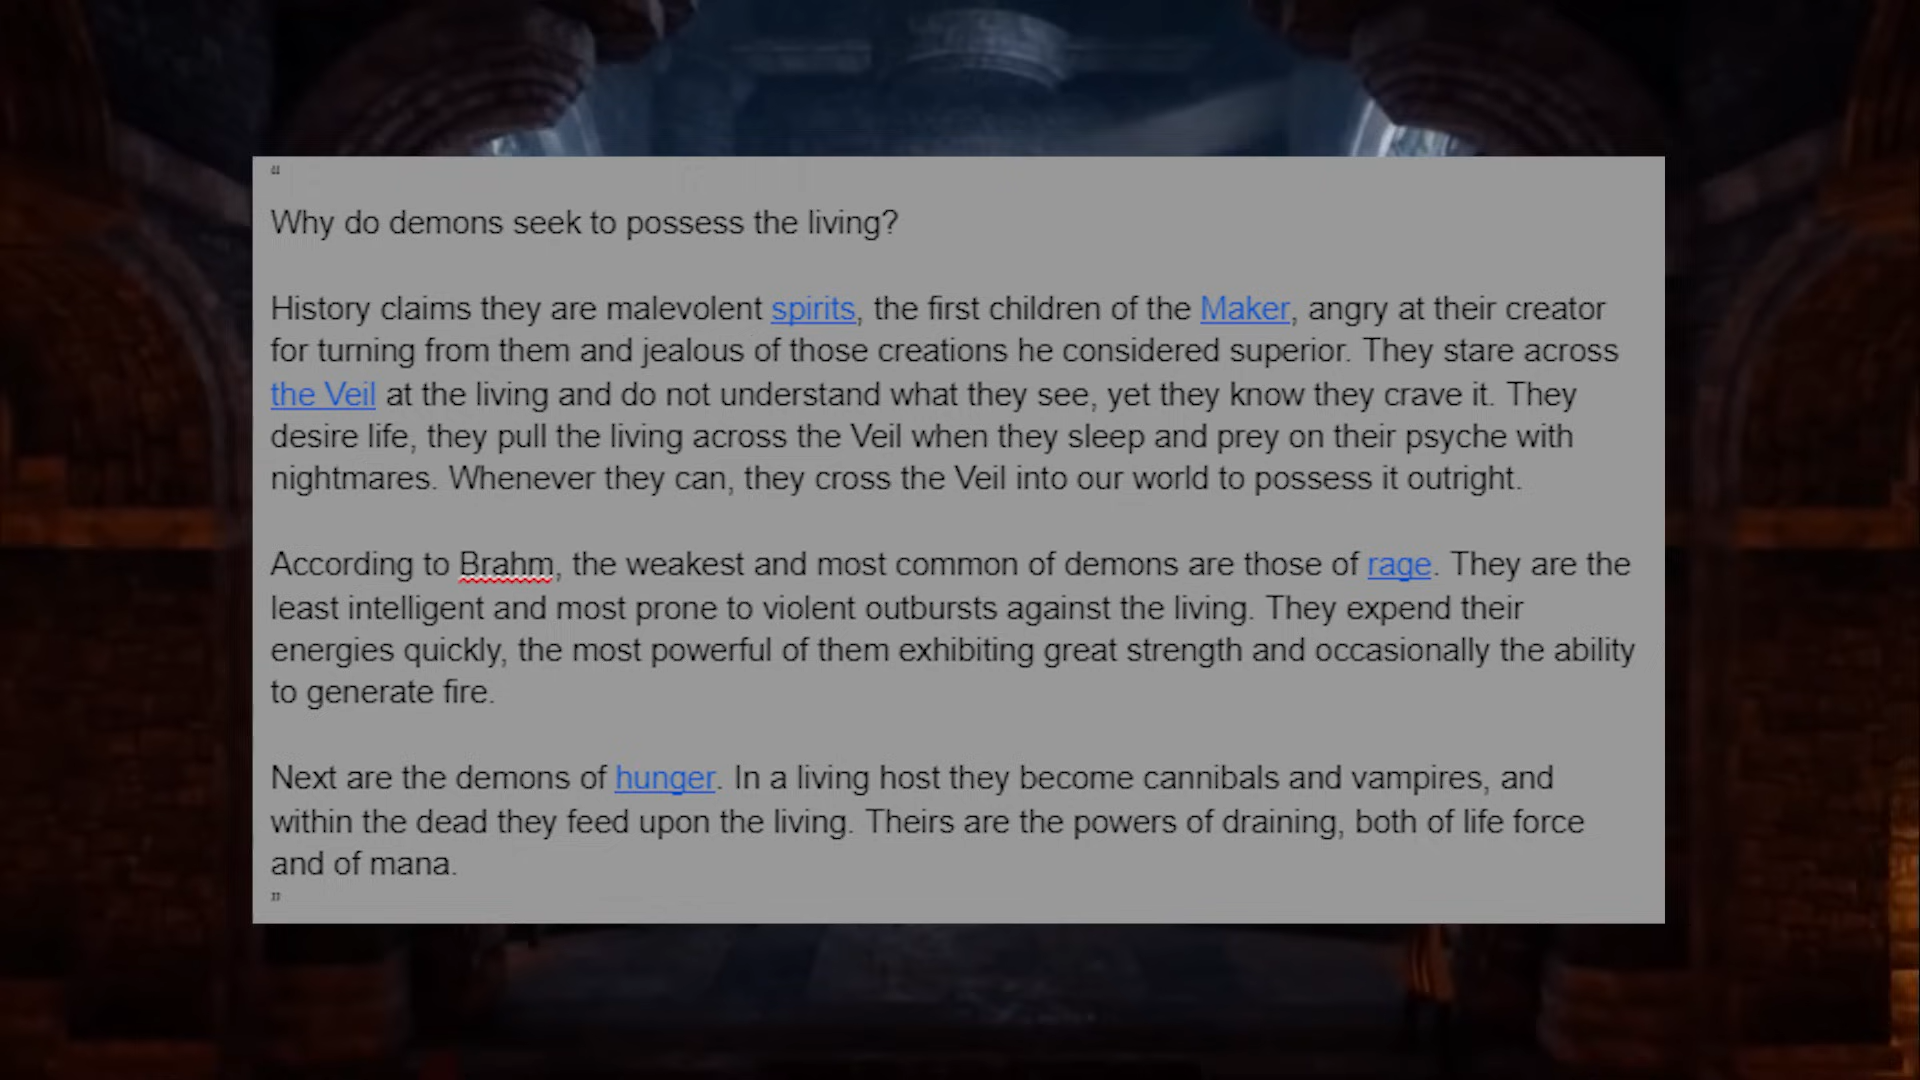 “
Why do demons seek to possess the living?
History claims they are malevolent spirits, the first children of the Maker, angry at their creator
for turning from them and jealous of those creations he considered superior. They stare across
the Veil at the living and do not understand what they see, yet they know they crave it. They
desire life, they pull the living across the Veil when they sleep and prey on their psyche with
nightmares. Whenever they can, they cross the Veil into our world to possess it outright.
According to Brahm, the weakest and most common of demons are those of rage. They are the
least intelligent and most prone to violent outbursts against the living. They expend their
energies quickly, the most powerful of them exhibiting great strength and occasionally the ability
to generate fire.
Next are the demons of hunger. In a living host they become cannibals and vampires, and
within the dead they feed upon the living. Theirs are the powers of draining, both of life force
and of mana.
”